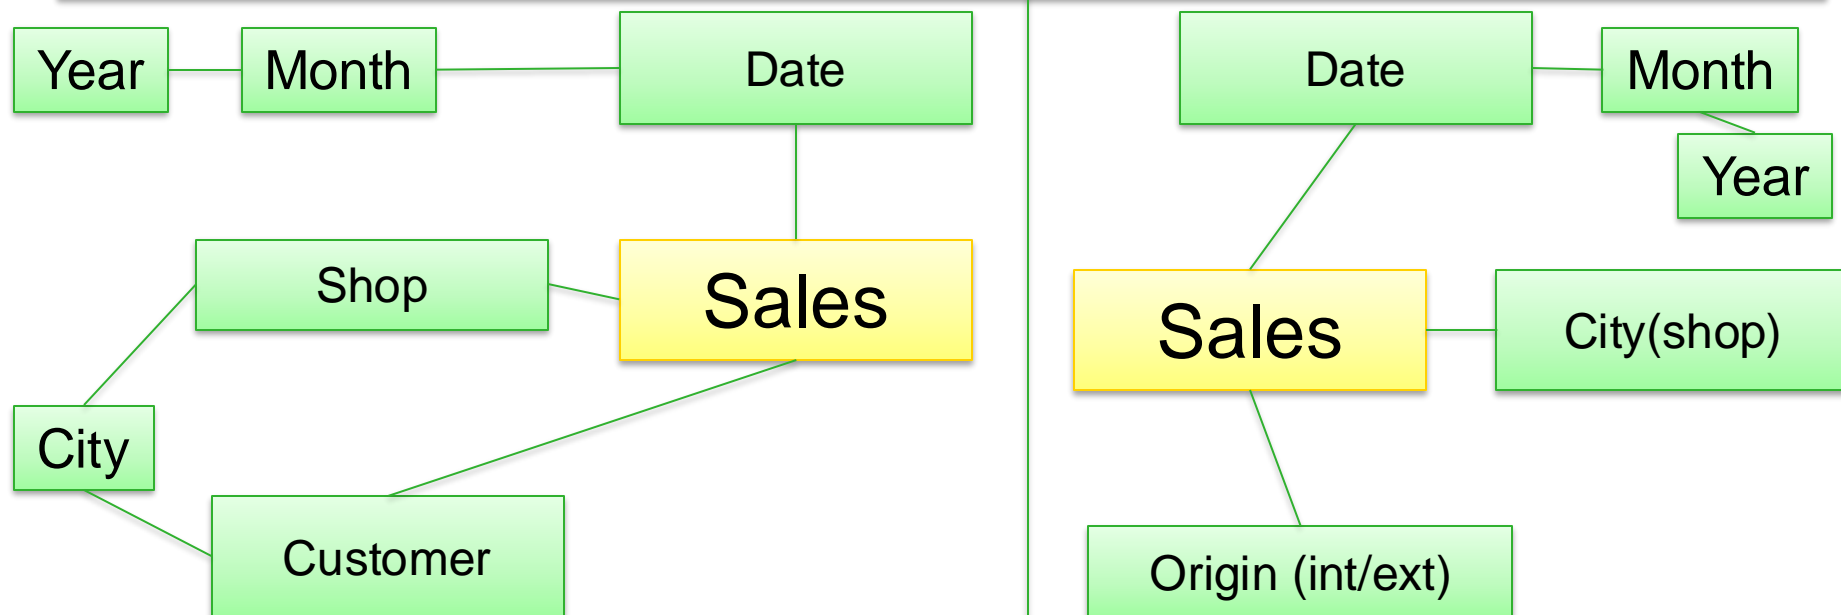 Year
Month
Date
Shop
Sales
City
Customer
Date
Month
Year
Sales
City(shop)
Origin (int/ext)